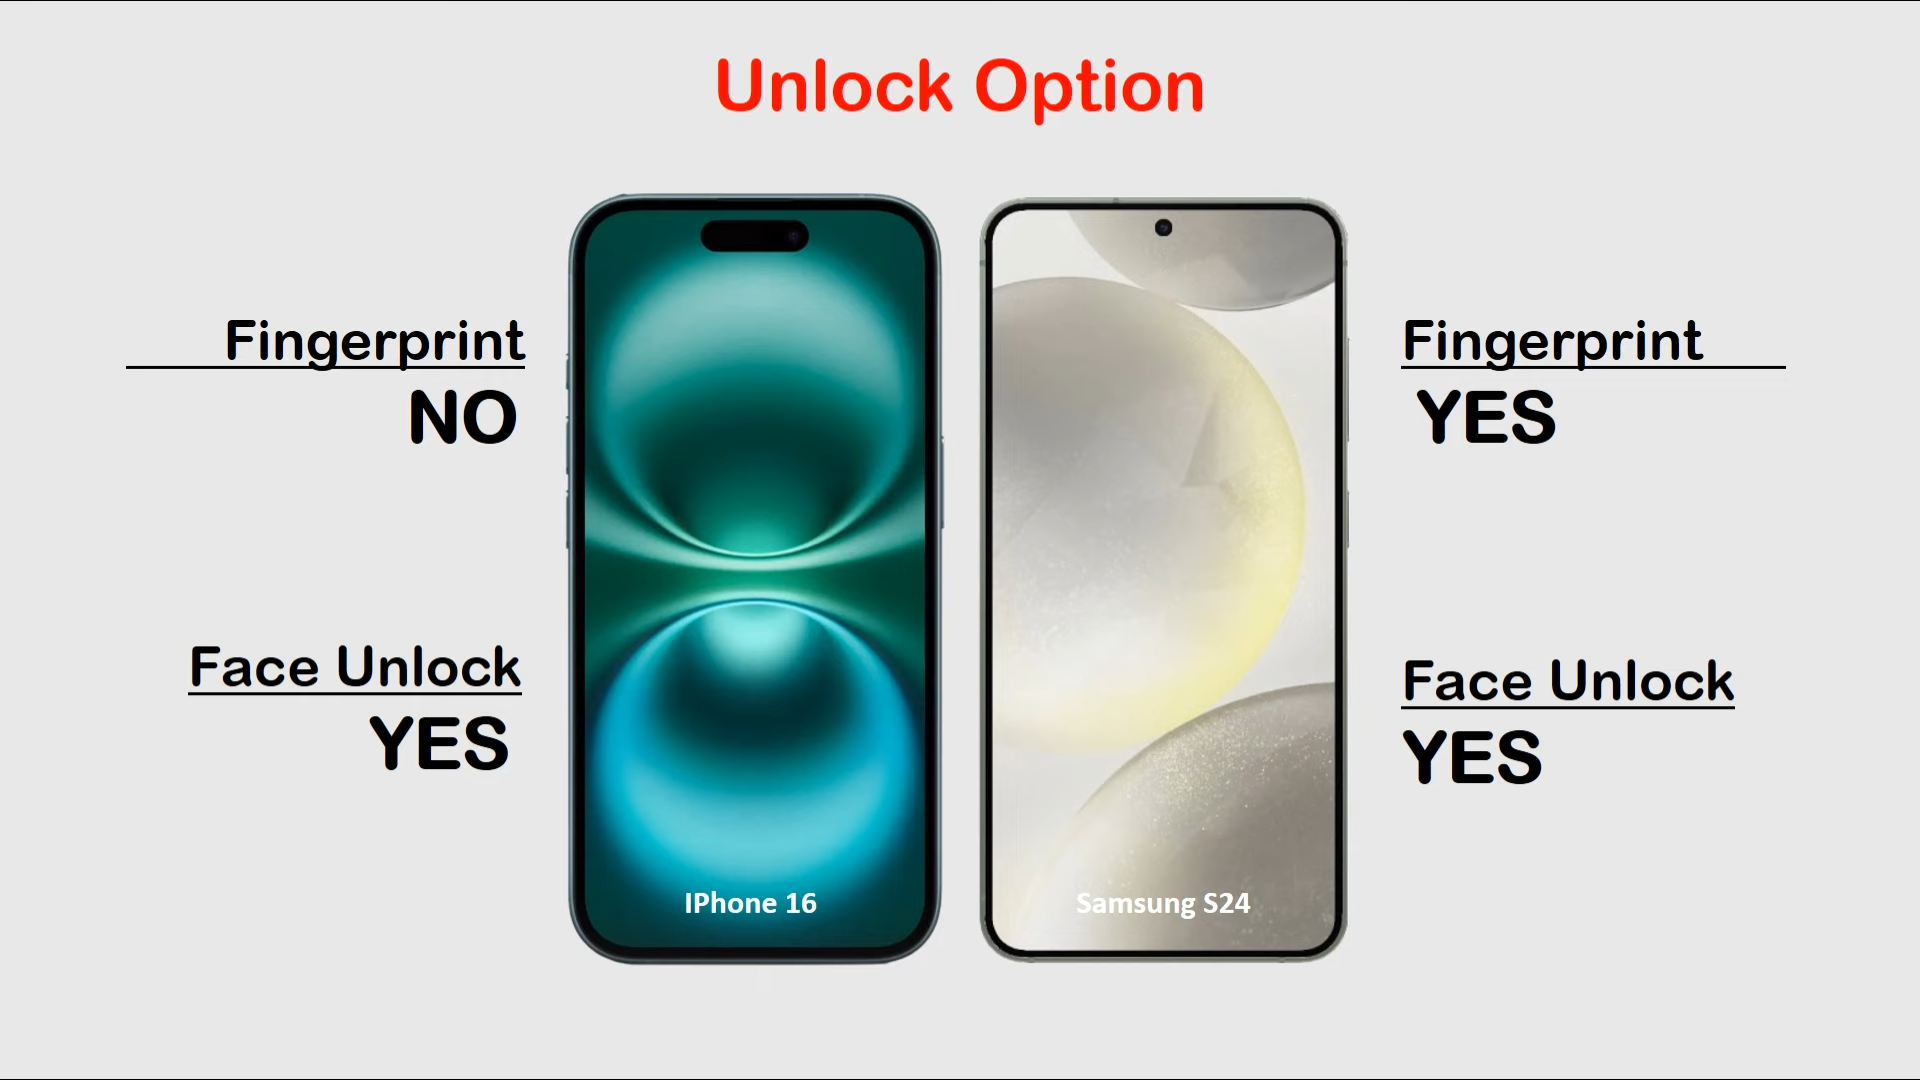 Unlock Option
Fingerprint
NO
Face Unlock
YES
IPhone 16
Samsung S24
Fingerprint
YES
Face Unlock
YES